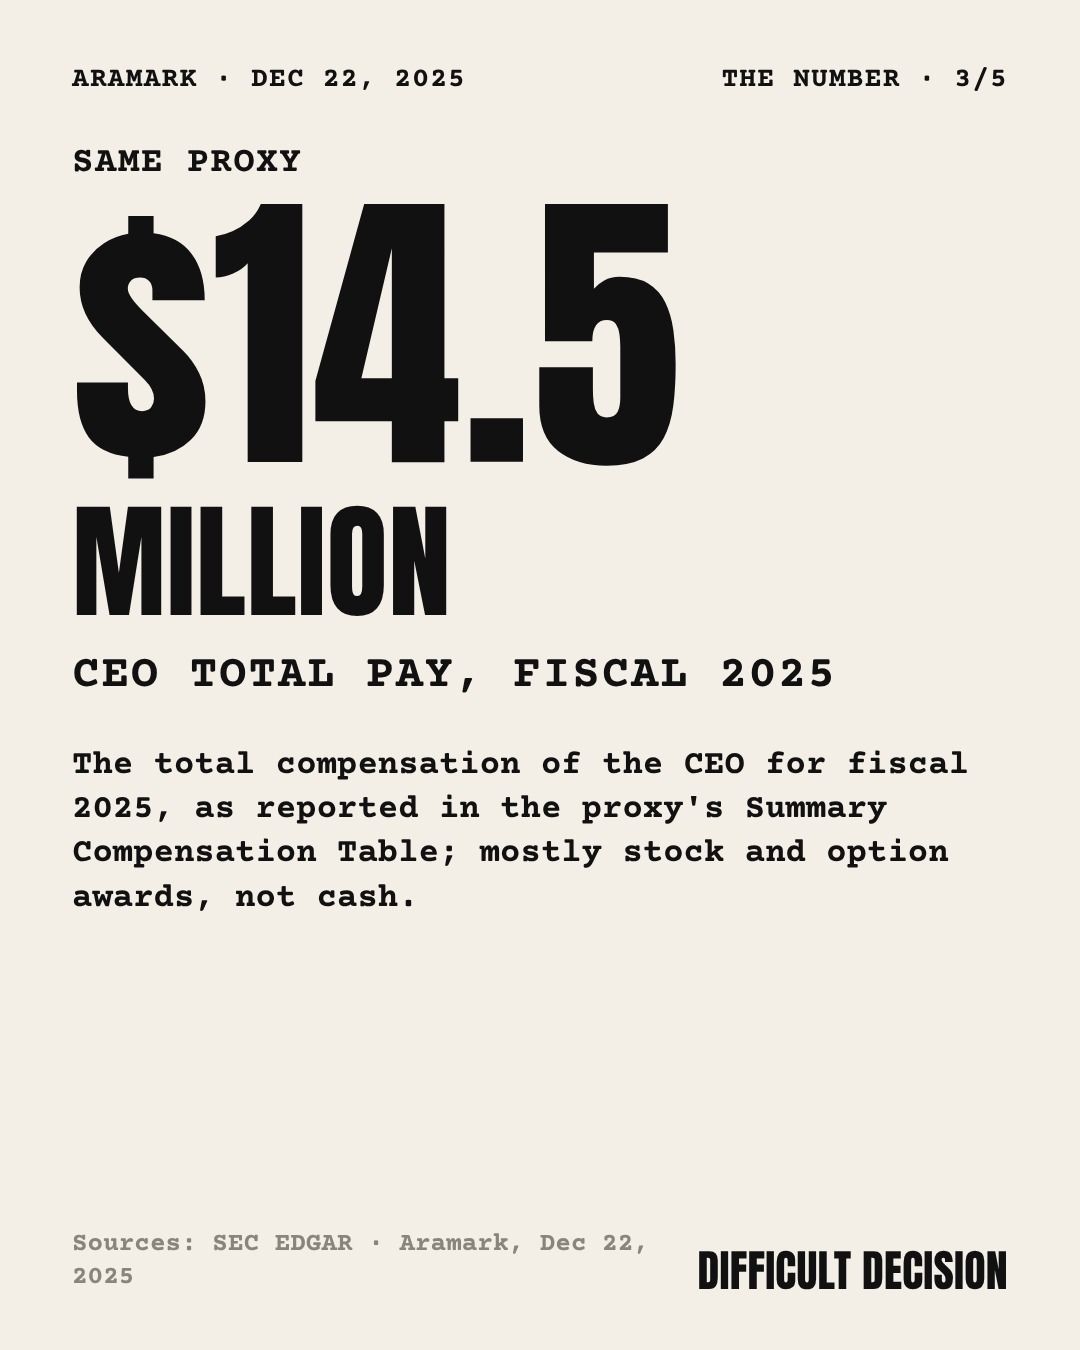 ARAMARK · DEC 22, 2025
THE NUMBER · 3/5
SAME PROXY
$14.5
MILLION
CEO TOTAL PAY, FISCAL 2025
The total compensation of the CEO for fiscal
2025, as reported in the proxy's Summary
Compensation Table; mostly stock and option
awards, not cash.
Sources: SEC EDGAR · Aramark, Dec 22,
2025
DIFFICULT DECISION